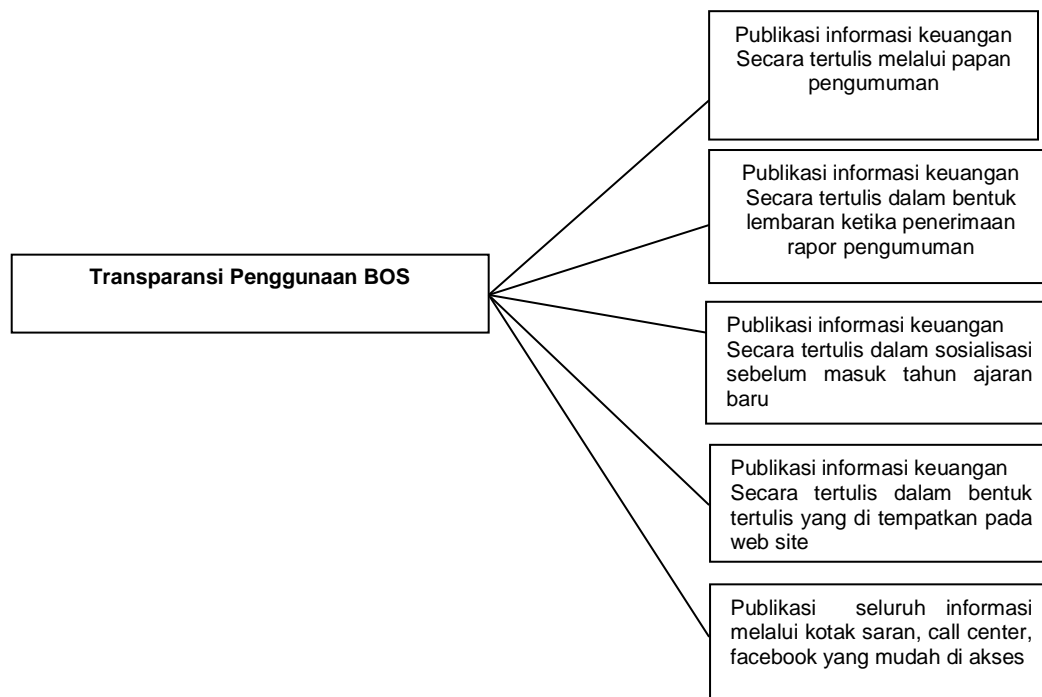 Publikasi informasi keuangan
Secara tertulis melalui papan
pengumuman
Publikasi informasi keuangan
Secara tertulis dalam bentuk
lembaran ketika penerimaan
rapor pengumuman
Transparansi Penggunaan BOS
Publikasi informasi keuangan
Secara tertulis dalam sosialisasi
sebelum masuk tahun ajaran
baru
Publikasi informasi keuangan
Secara tertulis dalam bentuk
tertulis yang di tempatkan pada
web site
Publikasi seluruh informasi
melalui kotak saran, call center,
facebook yang mudah di akses